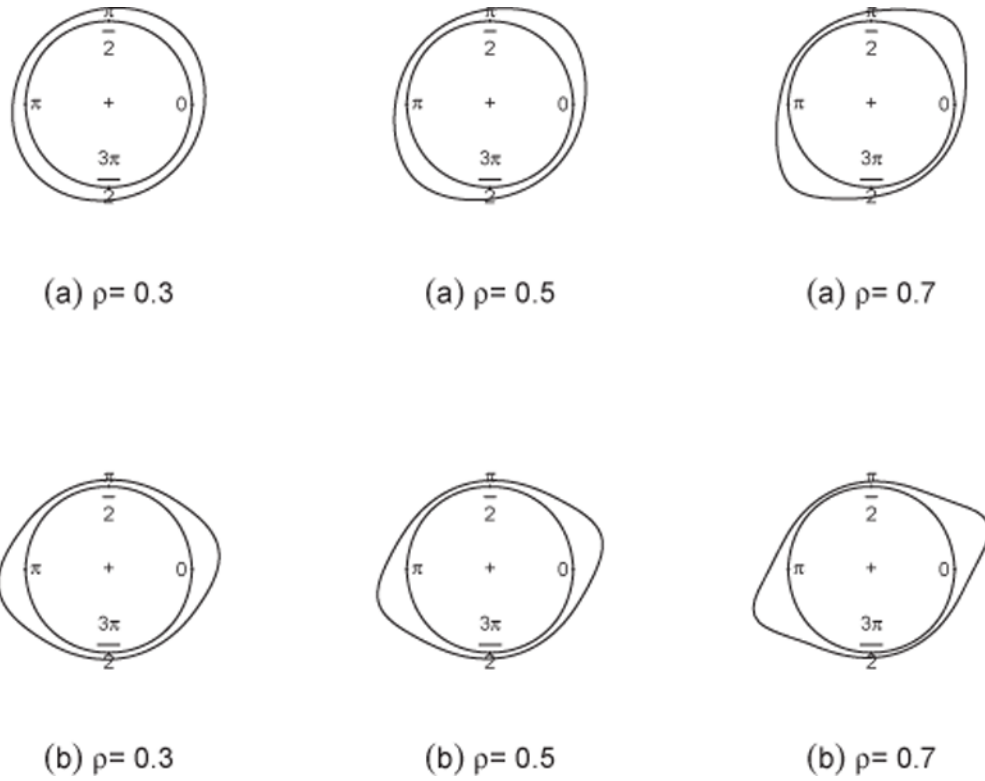 π/2 π/2 π/2
π 0 π 0 π 0
3π/2 3π/2 3π/2
(a) ρ= 0.3 (a) ρ= 0.5 (a) ρ= 0.7
π/2 π/2 π/2
π 0 π 0 π 0
3π/2 3π/2 3π/2
(b) ρ= 0.3 (b) ρ= 0.5 (b) ρ= 0.7